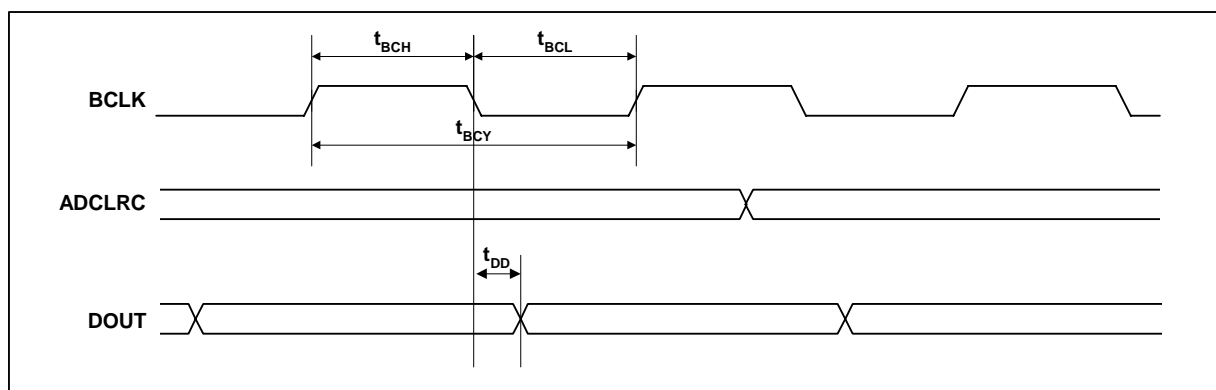 tBCH
tBCL
BCLK
tBCY
ADCLRC
tDD
DOUT